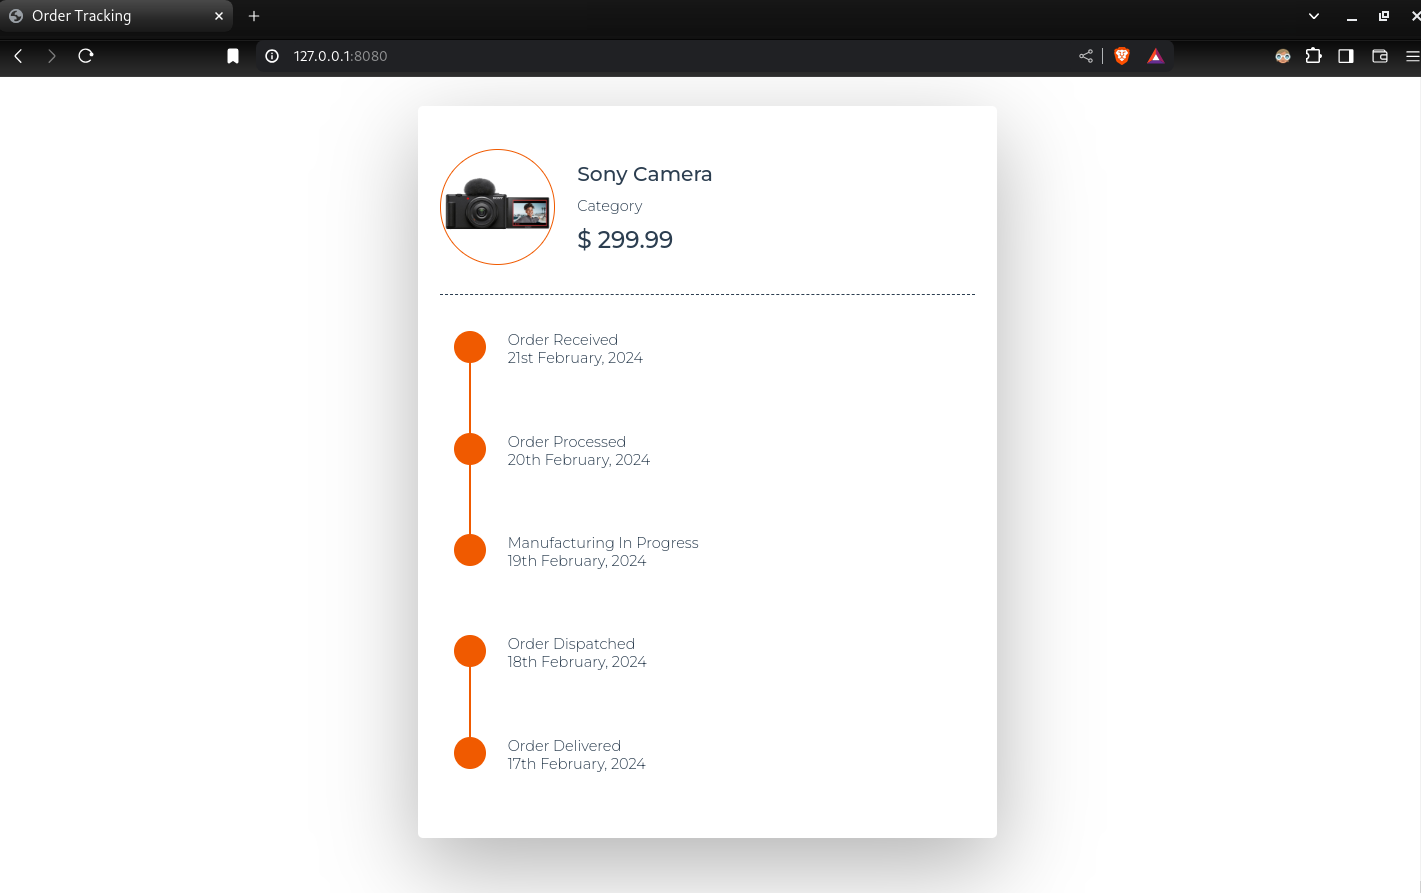 Order Tracking
127.0.0.1:8080
Sony Camera
Category
$ 299.99
Order Received
21st February, 2024
Order Processed
20th February, 2024
Manufacturing In Progress
19th February, 2024
Order Dispatched
18th February, 2024
Order Delivered
17th February, 2024